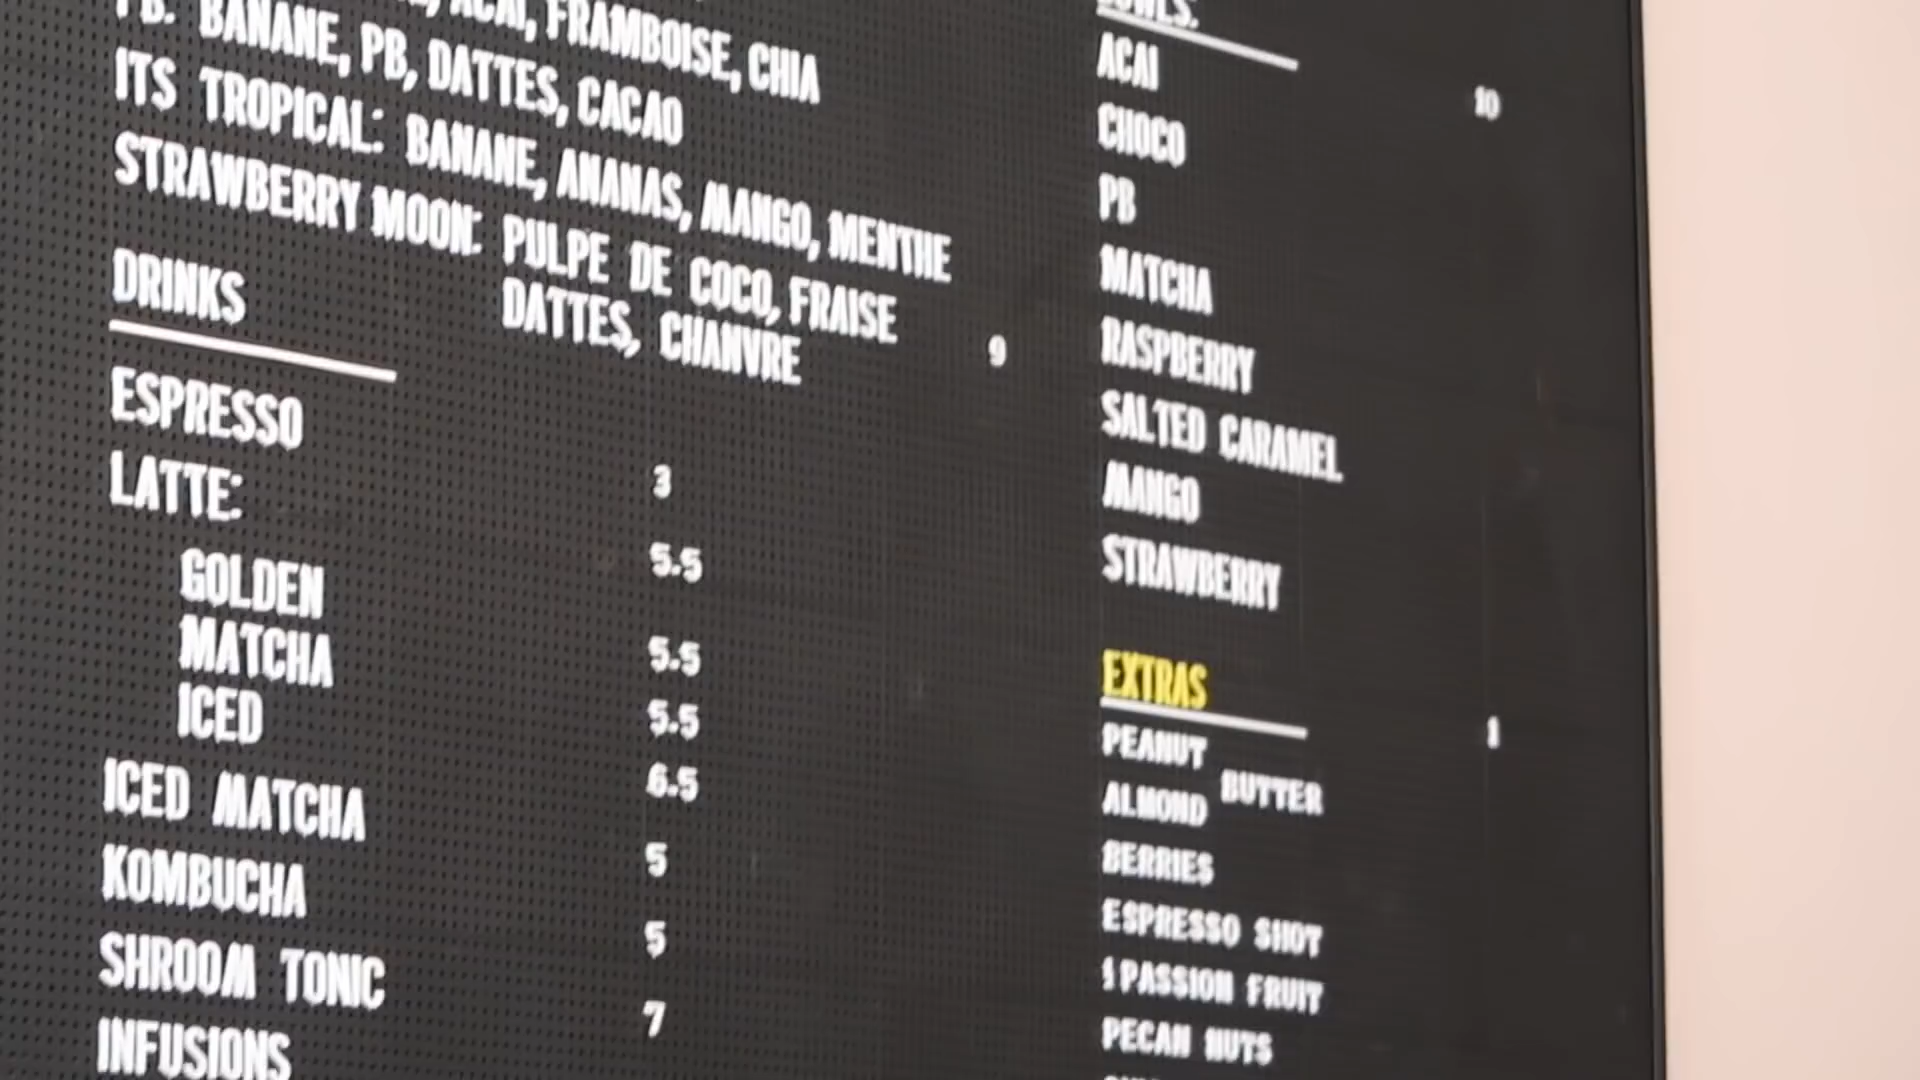 ACAI, FRAMBOISE, CHIA
PB: BANANE, PB, DATTES, CACAO
ITS TROPICAL: BANANE, ANANAS, MANGO, MENTHE
STRAWBERRY MOON: PULPE DE COCO, FRAISE
DATTES, CHANVRE 9
DRINKS
ESPRESSO 3
LATTE: 5.5
GOLDEN 5.5
MATCHA 5.5
ICED 6.5
ICED MATCHA 5
KOMBUCHA 5
SHROOM TONIC 7
INFUSIONS
BOWLS:
ACAI 10
CHOCO
PB
MATCHA
RASPBERRY
SALTED CARAMEL
MANGO
STRAWBERRY
EXTRAS 1
PEANUT BUTTER
ALMOND
BERRIES
ESPRESSO SHOT
PASSION FRUIT
PECAN NUTS